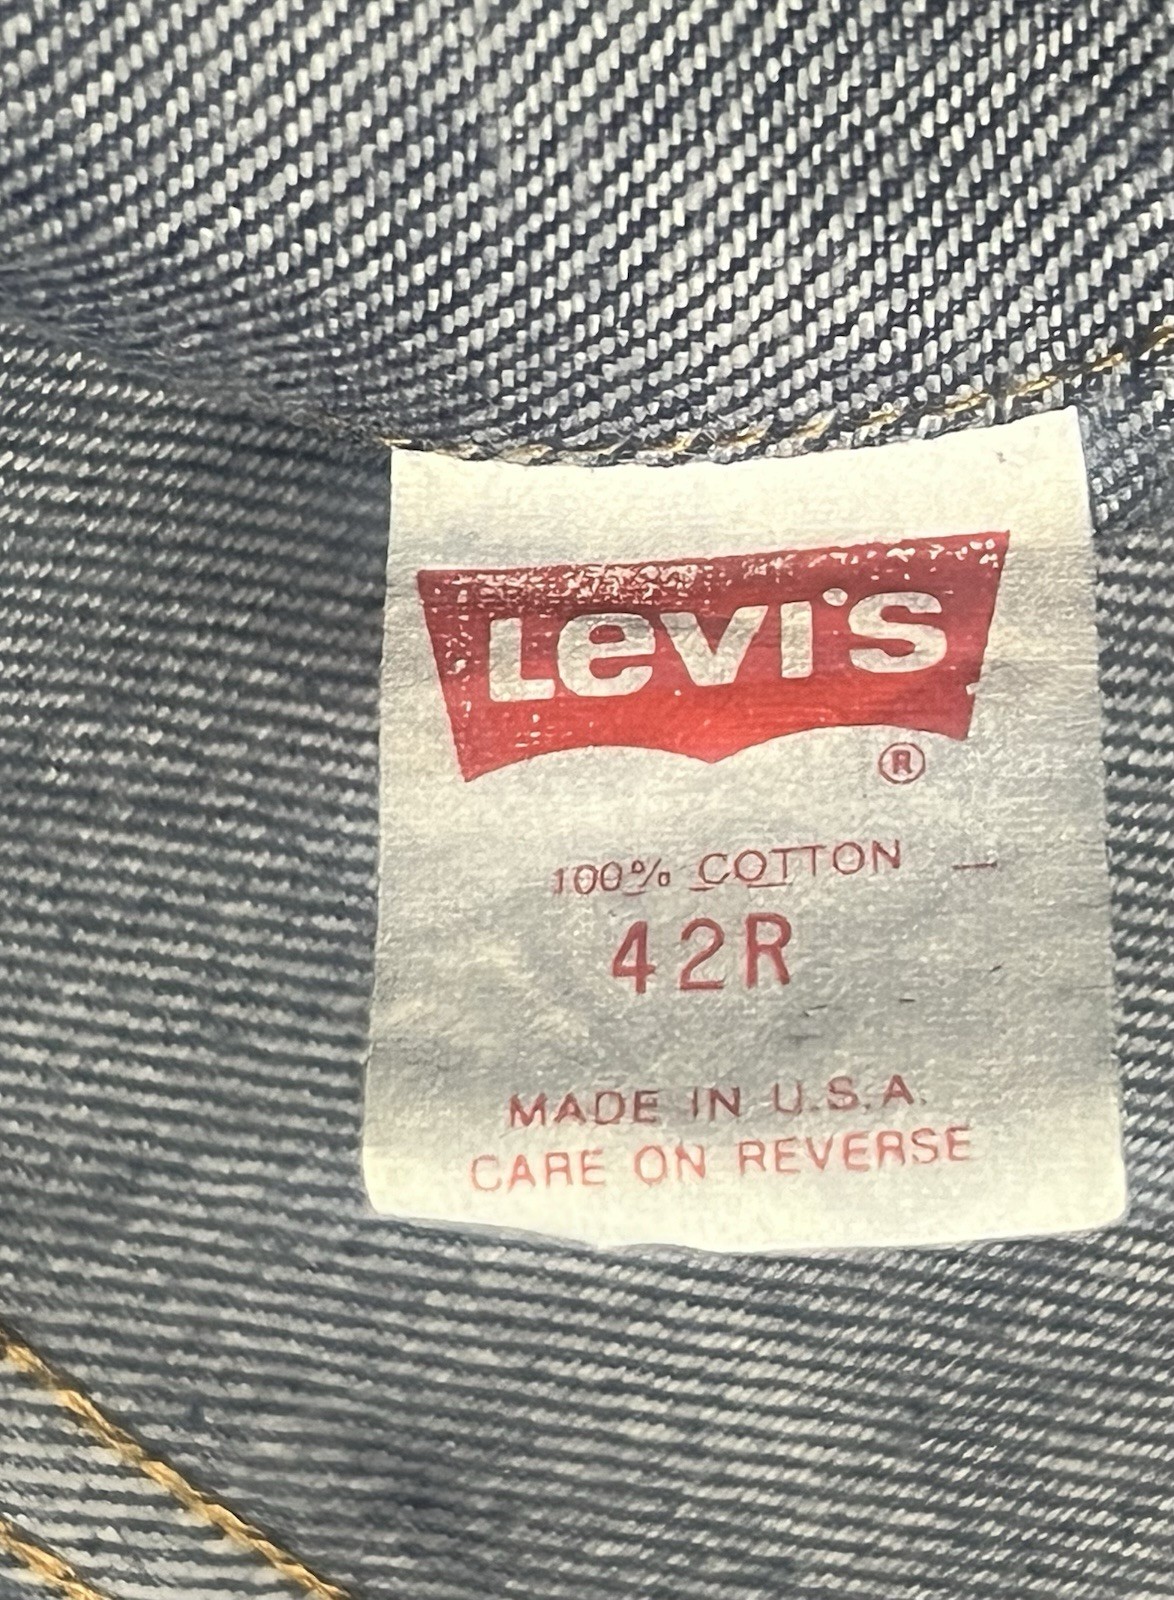 Levi's
®
100% COTTON —
42R
MADE IN U.S.A.
CARE ON REVERSE